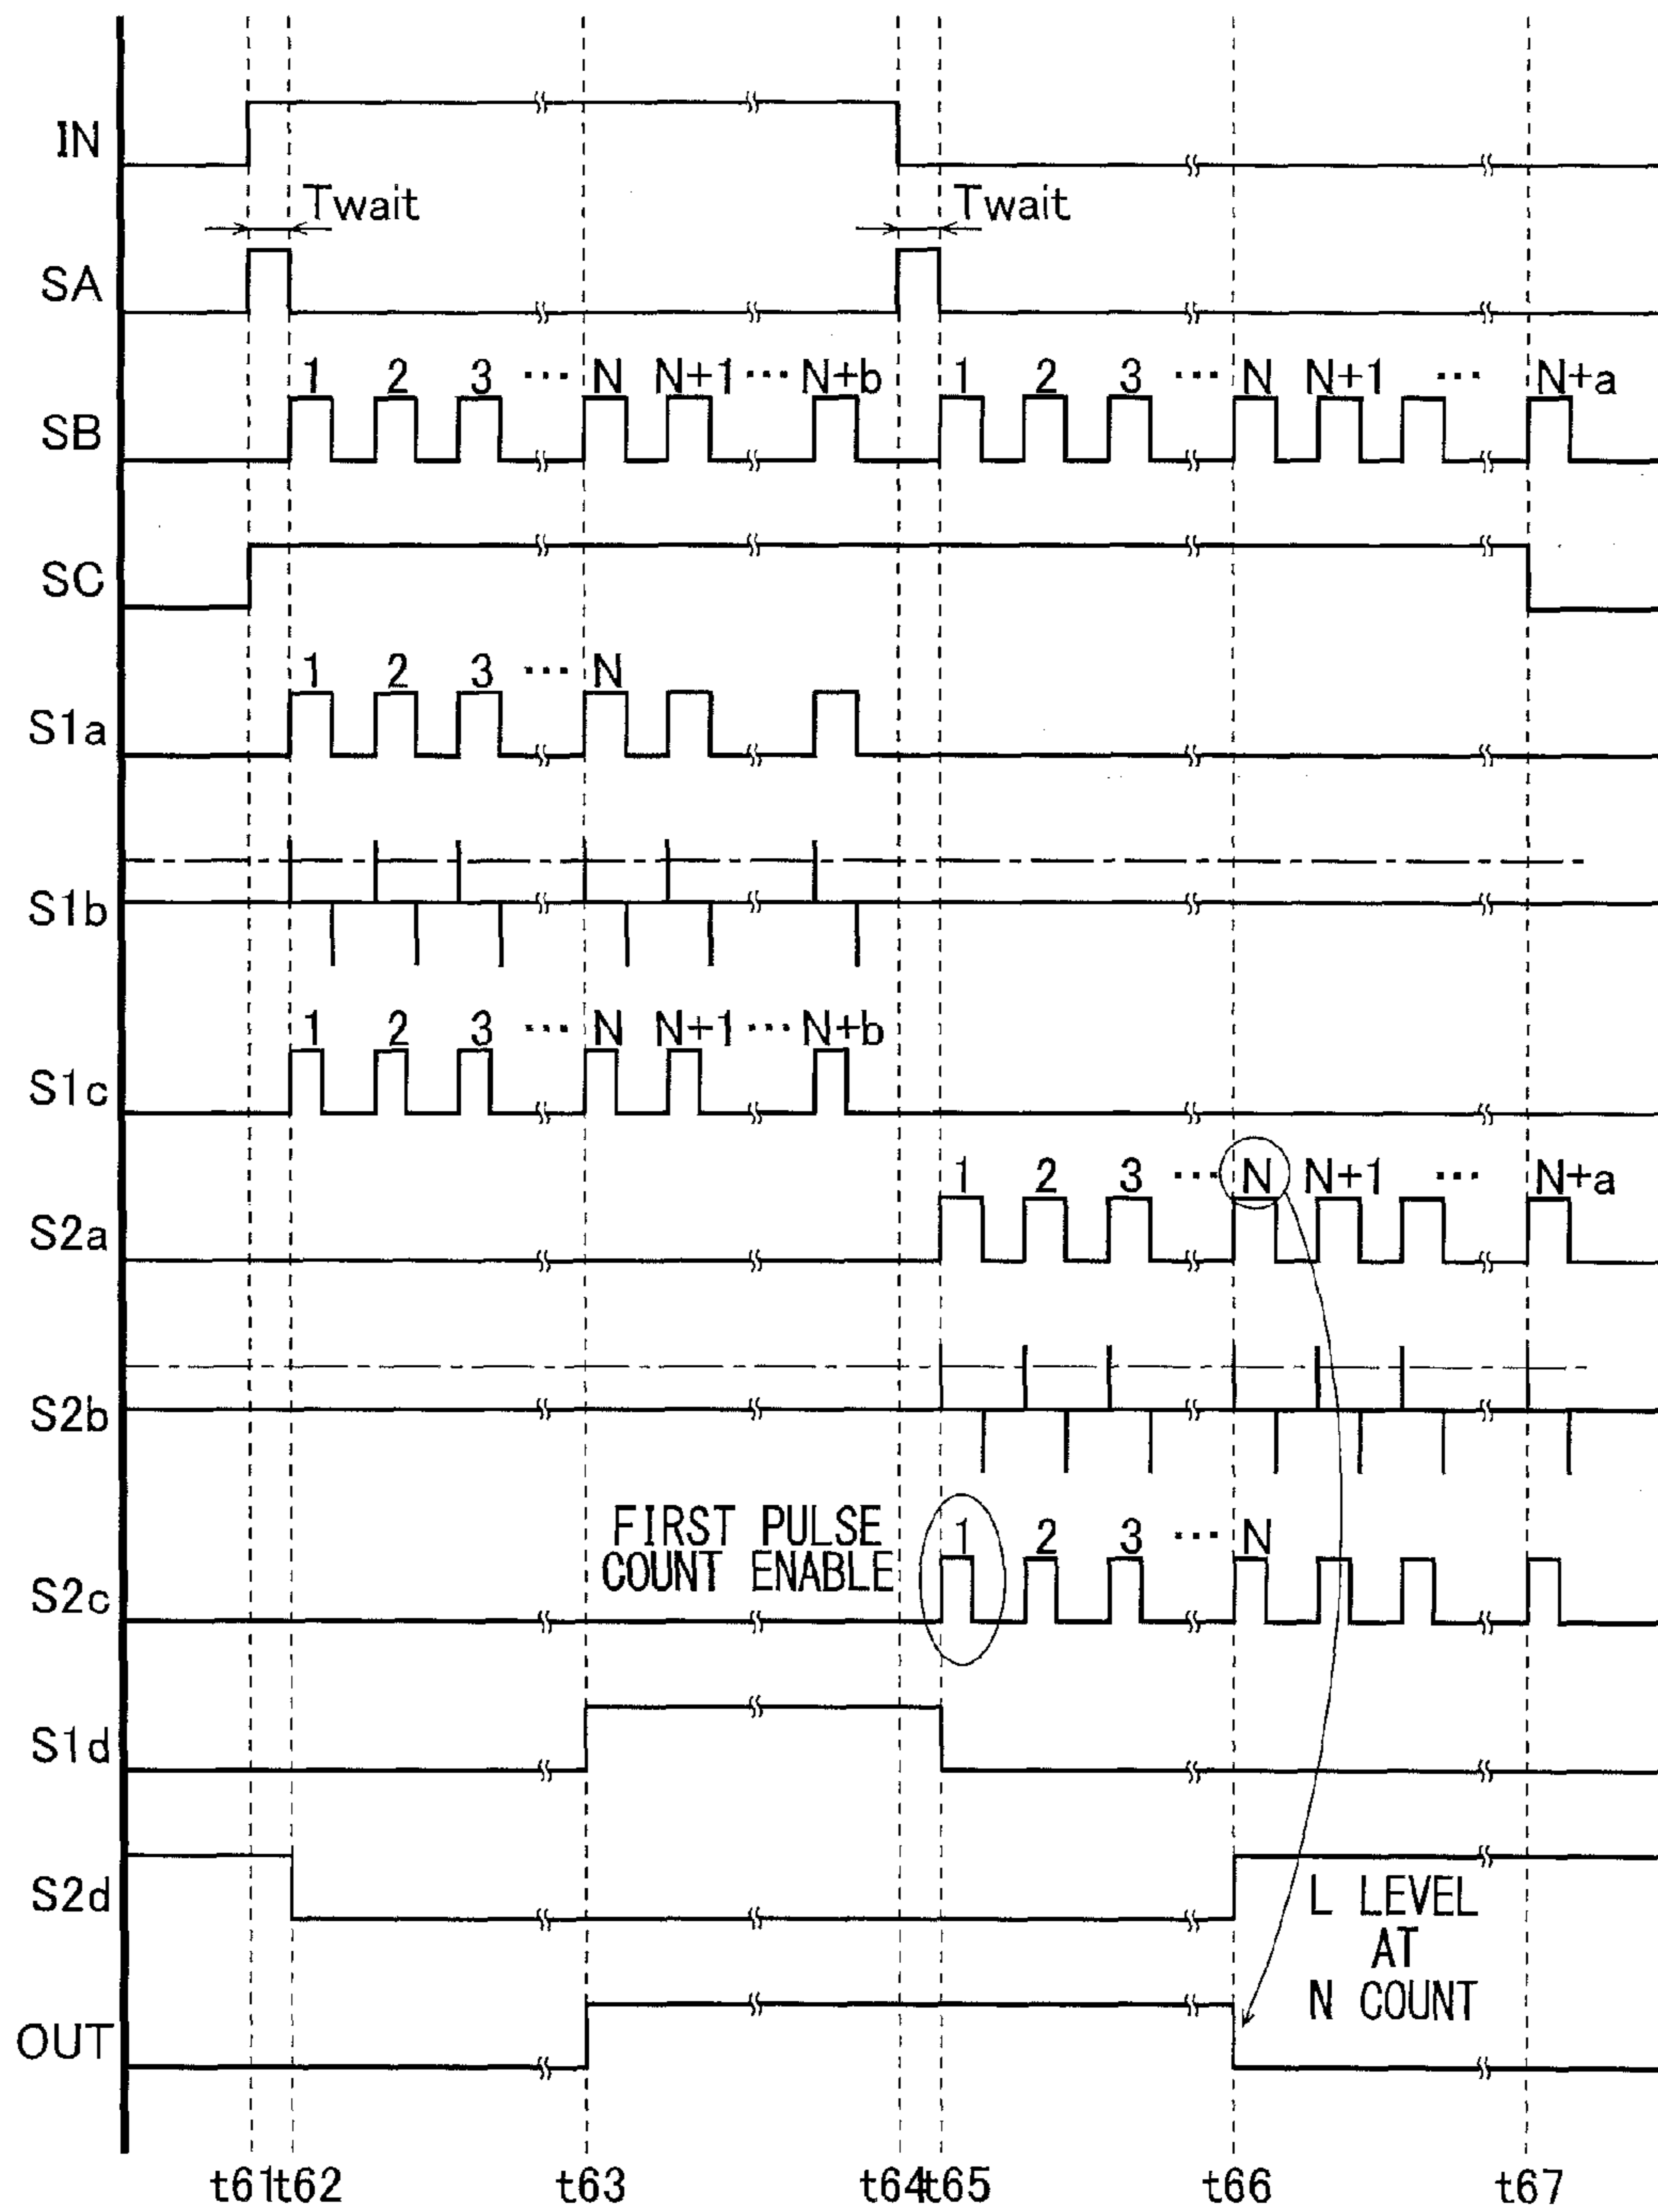 IN
Twait Twait
SA
1 2 3 ··· N N+1 ··· N+b 1 2 3 ··· N N+1 ··· N+a
SB
SC
1 2 3 ··· N
S1a
S1b
1 2 3 ··· N N+1 ··· N+b
S1c
1 2 3 ··· N N+1 ··· N+a
S2a
S2b
FIRST PULSE
COUNT ENABLE
1 2 3 ··· N
S2c
S1d
S2d
L LEVEL
AT
N COUNT
OUT
t61 t62 t63 t64 t65 t66 t67